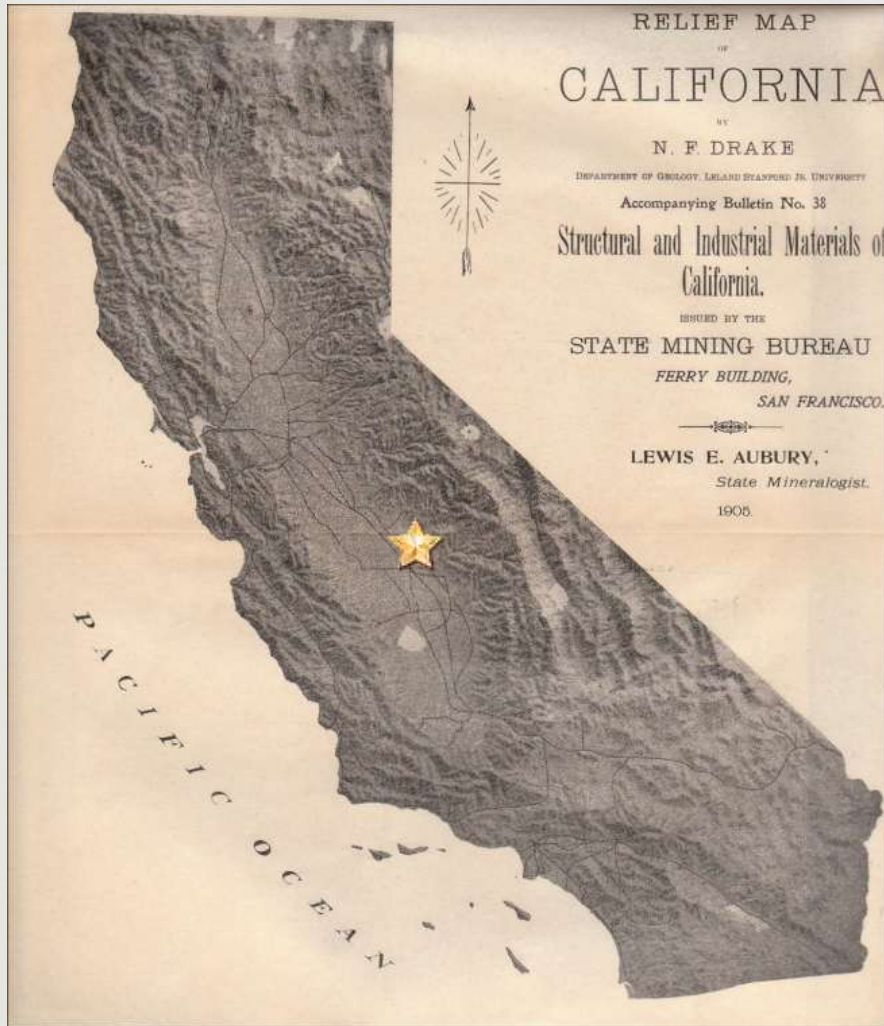 RELIEF MAP
OF
CALIFORNIA
BY
N. F. DRAKE
DEPARTMENT OF GEOLOGY, LELAND STANFORD JR. UNIVERSITY
Accompanying Bulletin No. 38
Structural and Industrial Materials of
California.
ISSUED BY THE
STATE MINING BUREAU
FERRY BUILDING,
SAN FRANCISCO.
LEWIS E. AUBURY,
State Mineralogist.
1905.
PACIFIC OCEAN